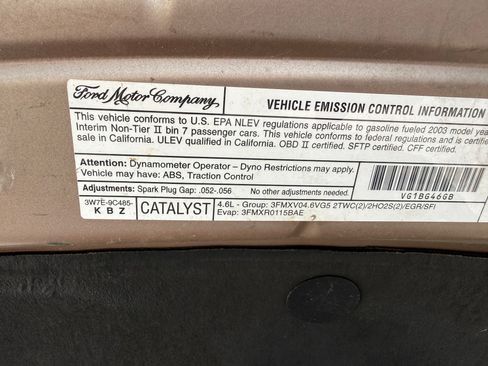 Ford Motor Company,
VEHICLE EMISSION CONTROL INFORMATION
This vehicle conforms to U.S. EPA NLEV regulations applicable to gasoline fueled 2003 model yea
Interim Non-Tier II bin 7 passenger cars. This vehicle conforms to federal regulations and is certifie
sale in California. ULEV qualified in California. OBD II certified. SFTP certified. CFF certified.
Attention: Dynamometer Operator – Dyno Restrictions may apply.
Vehicle may have: ABS, Traction Control
Adjustments: Spark Plug Gap: .052-.056 No other adjustments needed.
VG1BG46GB
3W7E-9C485-
K B Z
CATALYST
4.6L - Group: 3FMXV04.6VG5 2TWC(2)/2HO2S(2)/EGR/SFI
Evap: 3FMXR0115BAE